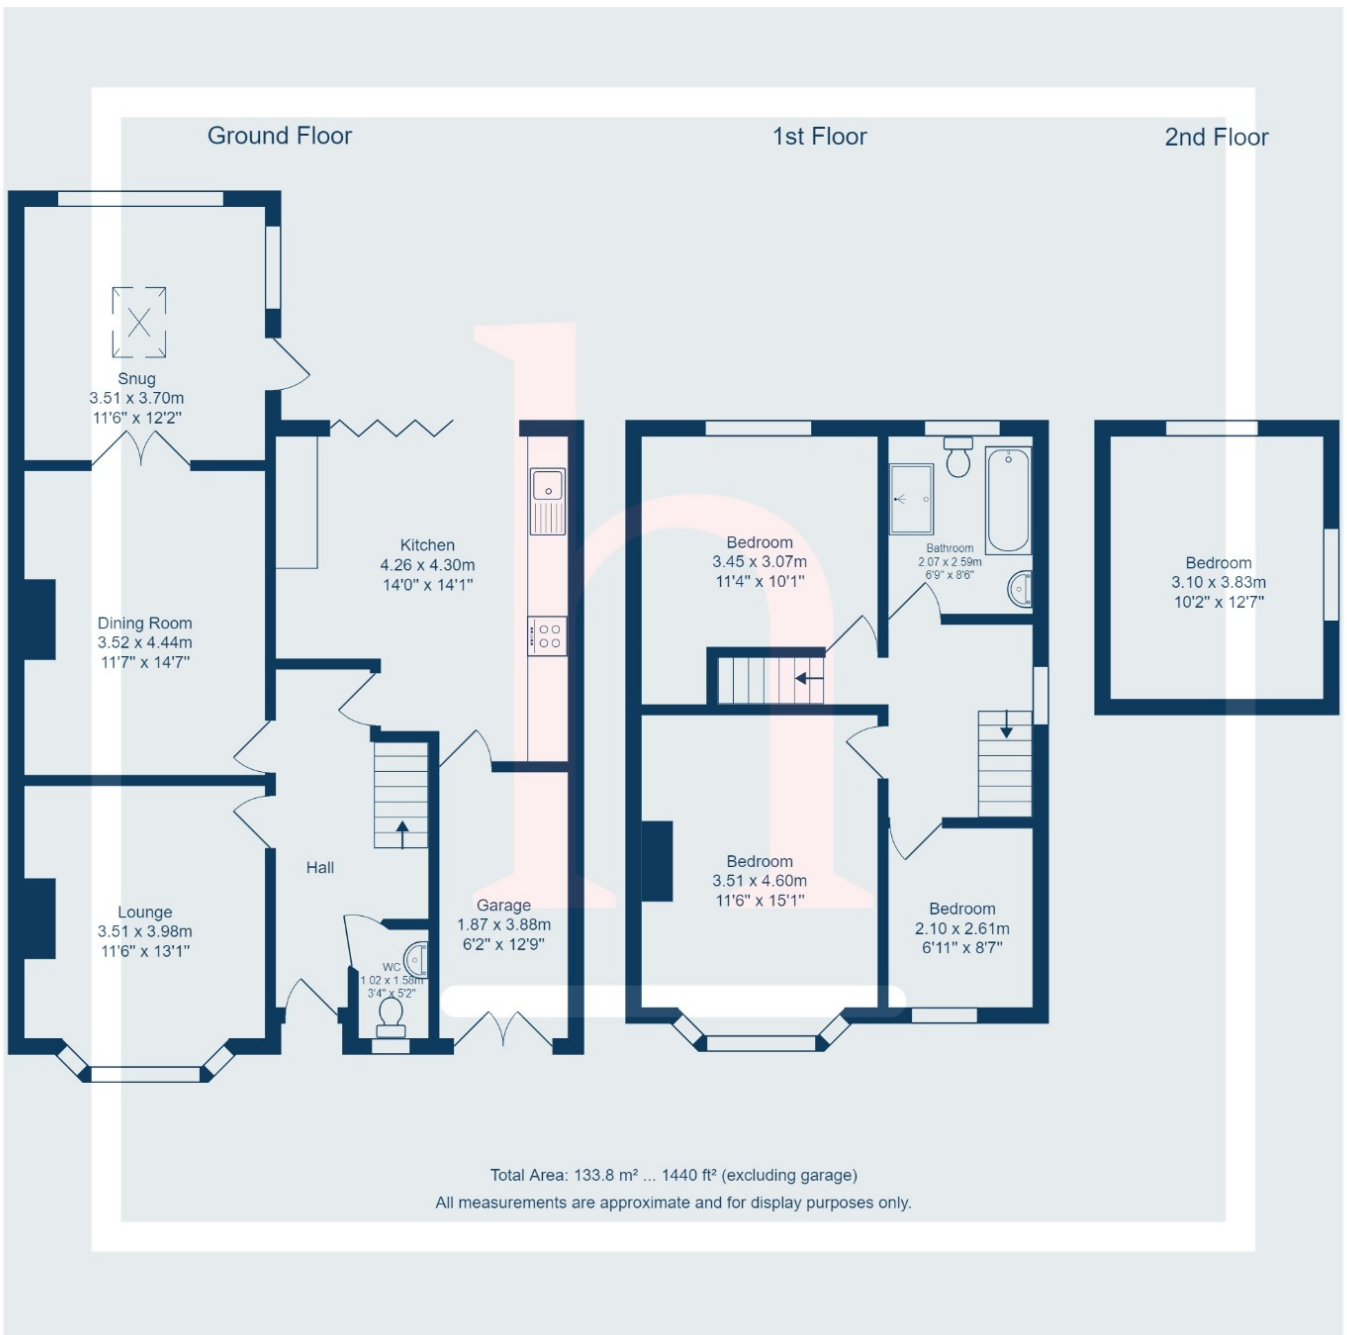 Ground Floor
1st Floor
2nd Floor
Snug
3.51 x 3.70m
11'6" x 12'2"
Kitchen
4.26 x 4.30m
14'0" x 14'1"
Dining Room
3.52 x 4.44m
11'7" x 14'7"
Hall
Lounge
3.51 x 3.98m
11'6" x 13'1"
WC
1.02 x 1.58m
3'4" x 5'2"
Garage
1.87 x 3.88m
6'2" x 12'9"
Bedroom
3.45 x 3.07m
11'4" x 10'1"
Bathroom
2.07 x 2.59m
6'9" x 8'6"
Bedroom
3.51 x 4.60m
11'6" x 15'1"
Bedroom
2.10 x 2.61m
6'11" x 8'7"
Bedroom
3.10 x 3.83m
10'2" x 12'7"
h
Total Area: 133.8 m² ... 1440 ft² (excluding garage)
All measurements are approximate and for display purposes only.